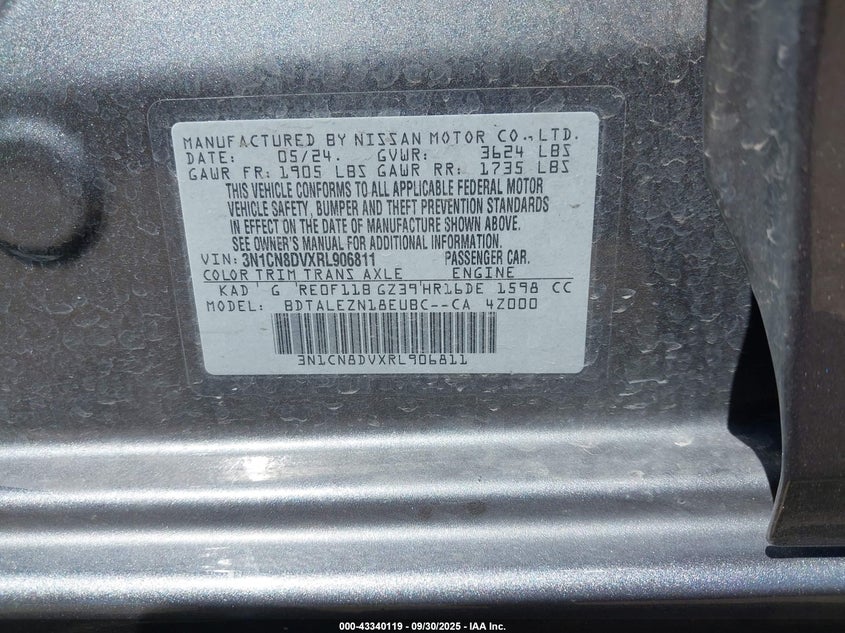 MANUFACTURED BY NISSAN MOTOR CO.,LTD.
DATE: 05/24. GVWR: 3624 LBS
GAWR FR: 1905 LBS GAWR RR: 1735 LBS
THIS VEHICLE CONFORMS TO ALL APPLICABLE FEDERAL MOTOR
VEHICLE SAFETY, BUMPER AND THEFT PREVENTION STANDARDS
IN EFFECT ON THE DATE OF MANUFACTURE SHOWN ABOVE.
SEE OWNER'S MANUAL FOR ADDITIONAL INFORMATION.
VIN: 3N1CN8DVXRL906811 PASSENGER CAR.
COLOR TRIM TRANS AXLE ENGINE
KAD G RE0F11B GZ39 HR16DE 1598 CC
MODEL: BDTALEZN18EUBC--CA 4Z000
3N1CN8DVXRL906811
000-43340119 - 09/30/2025 - IAA Inc.